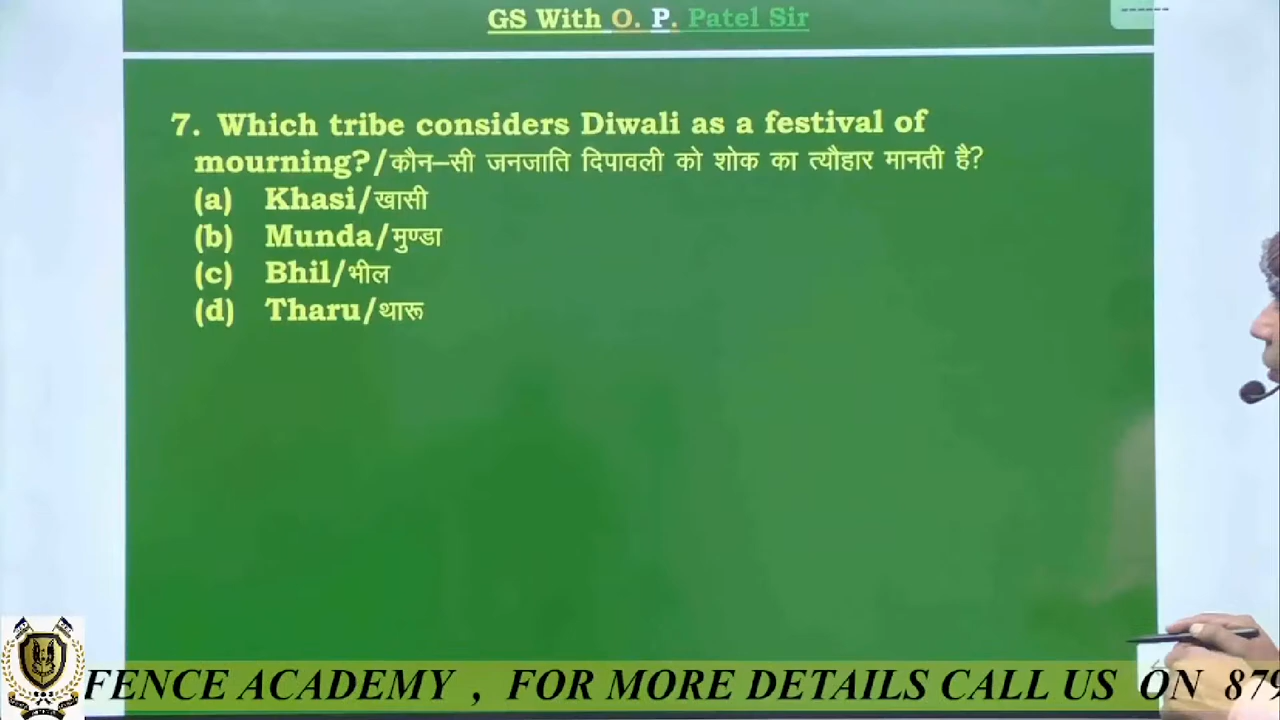 GS With O. P. Patel Sir
7. Which tribe considers Diwali as a festival of
mourning?/कौन–सी जनजाति दिपावली को शोक का त्यौहार मानती है?
(a) Khasi/खासी
(b) Munda/मुण्डा
(c) Bhil/भील
(d) Tharu/थारू
FENCE ACADEMY , FOR MORE DETAILS CALL US ON 879